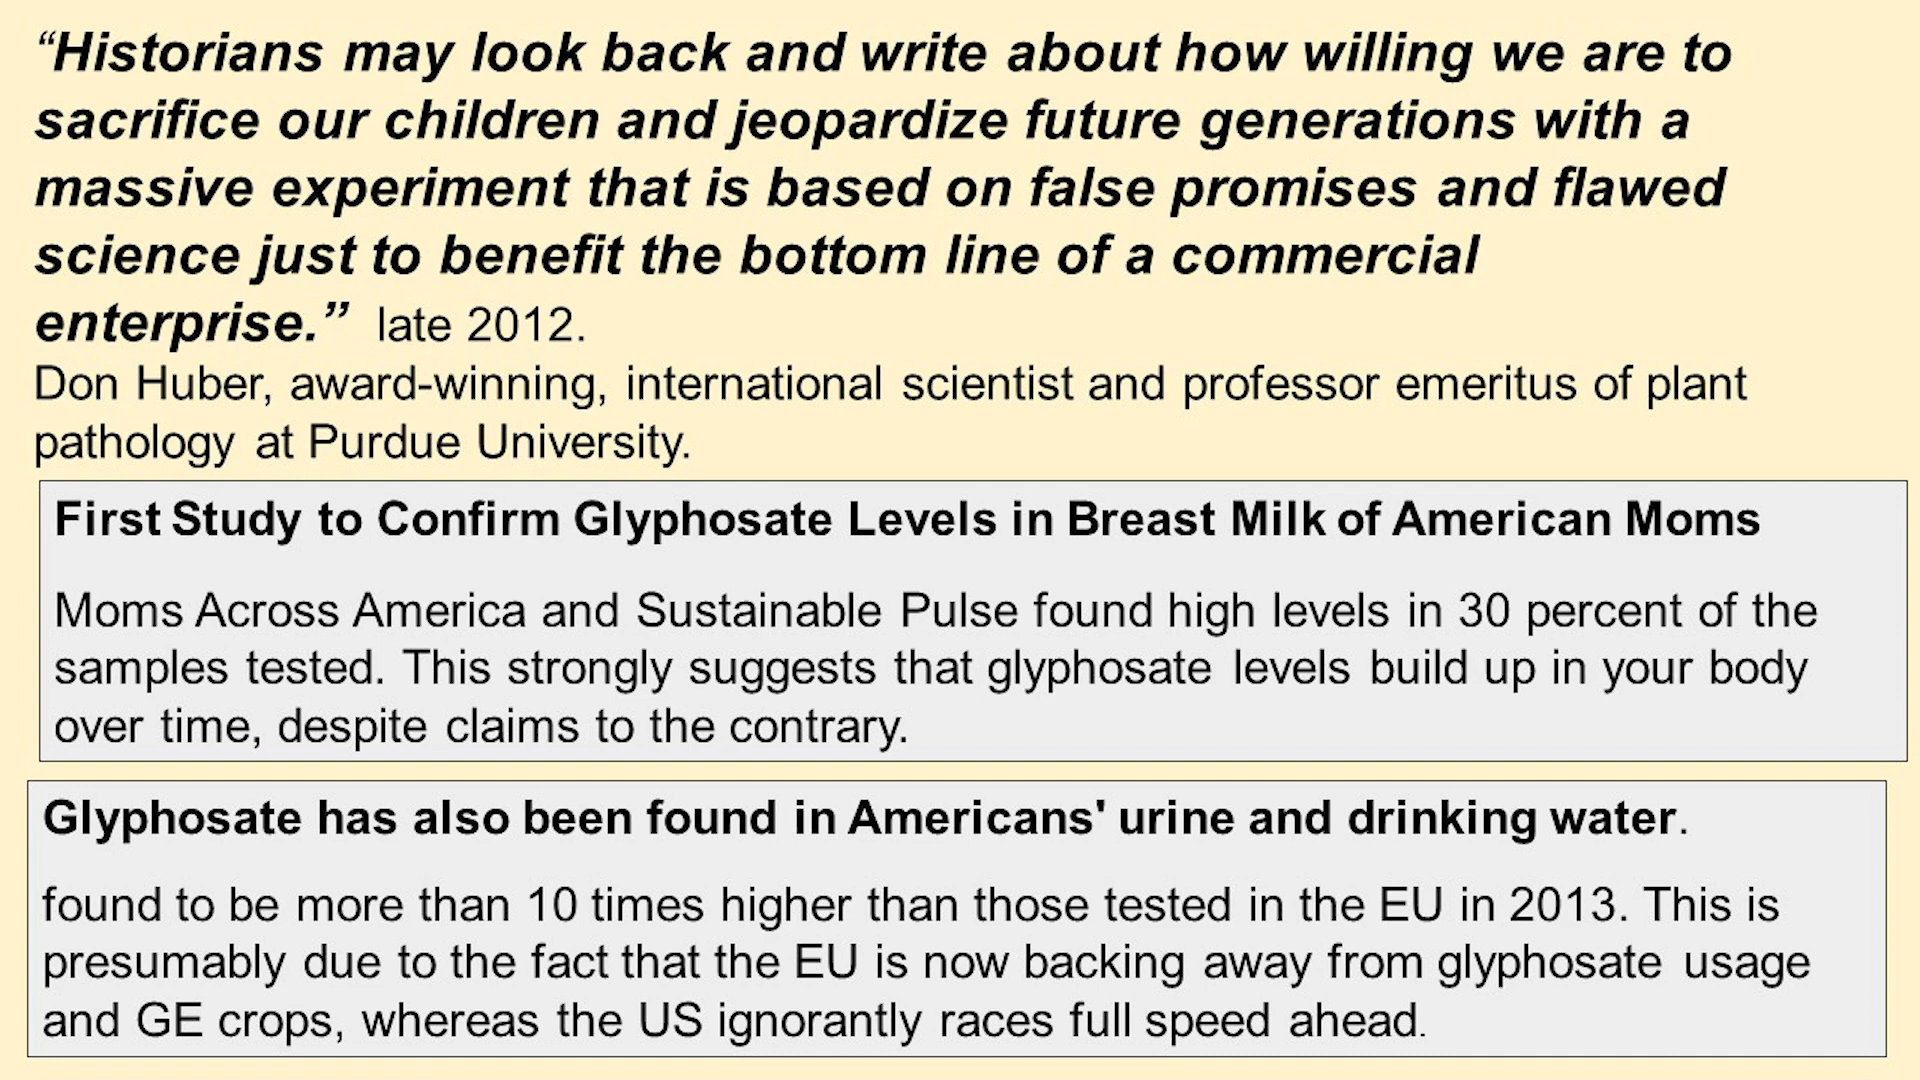 “Historians may look back and write about how willing we are to
sacrifice our children and jeopardize future generations with a
massive experiment that is based on false promises and flawed
science just to benefit the bottom line of a commercial
enterprise.” late 2012.
Don Huber, award-winning, international scientist and professor emeritus of plant
pathology at Purdue University.
First Study to Confirm Glyphosate Levels in Breast Milk of American Moms
Moms Across America and Sustainable Pulse found high levels in 30 percent of the
samples tested. This strongly suggests that glyphosate levels build up in your body
over time, despite claims to the contrary.
Glyphosate has also been found in Americans' urine and drinking water.
found to be more than 10 times higher than those tested in the EU in 2013. This is
presumably due to the fact that the EU is now backing away from glyphosate usage
and GE crops, whereas the US ignorantly races full speed ahead.